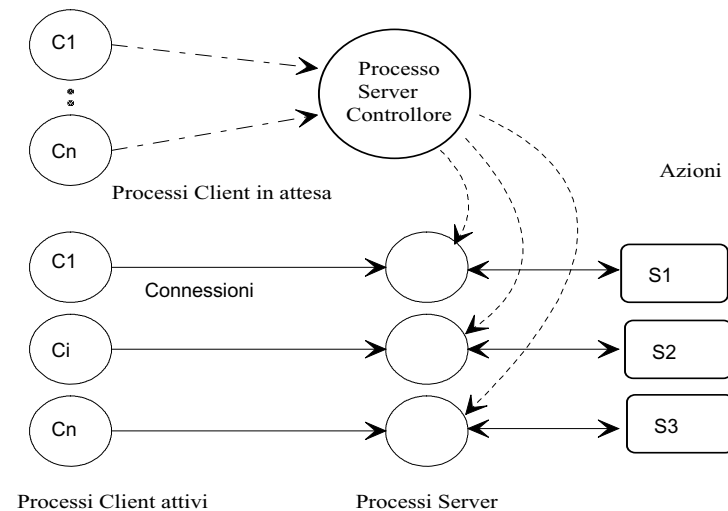 C1
Processo
Server
Controllore
Cn
Azioni
Processi Client in attesa
C1
S1
Connessioni
Ci
S2
Cn
S3
Processi Client attivi
Processi Server